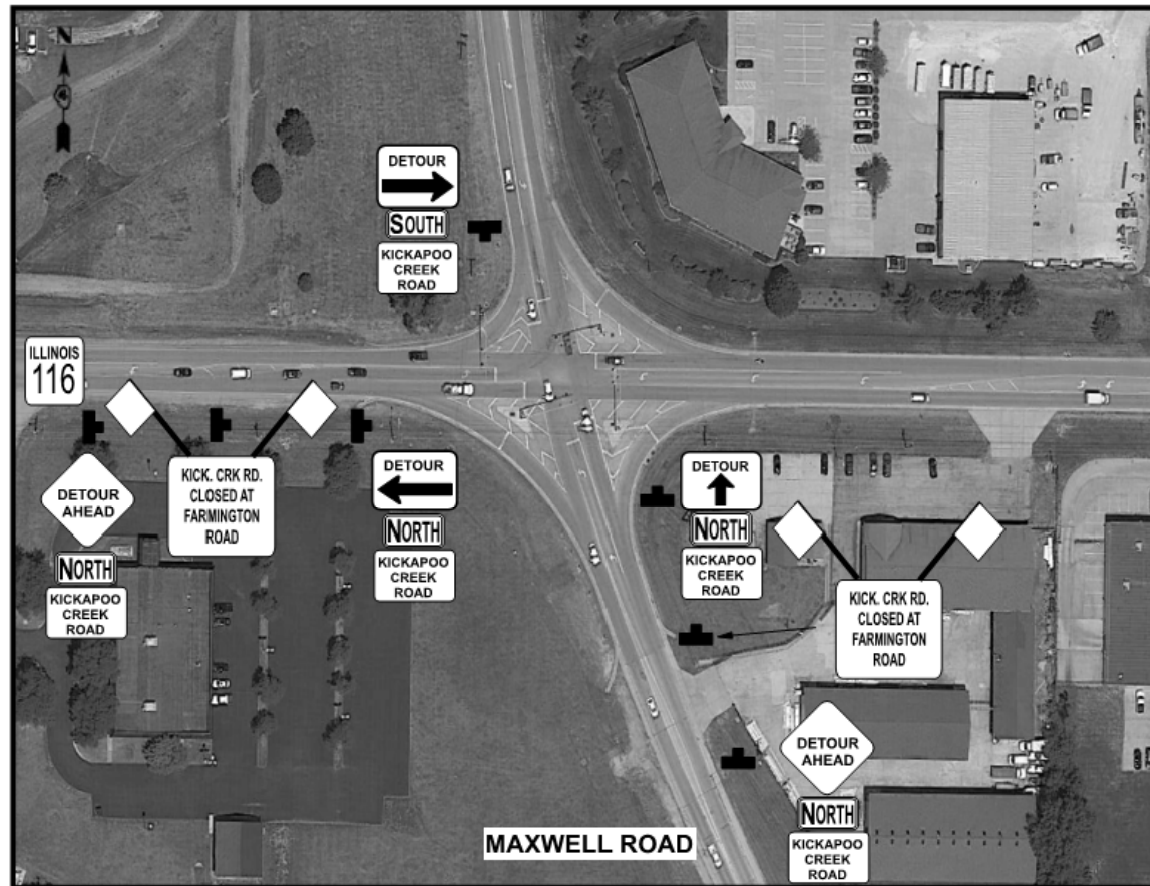 N
4
DETOUR
SOUTH
KICKAPOO
CREEK
ROAD
ILLINOIS
116
DETOUR
AHEAD
NORTH
KICKAPOO
CREEK
ROAD
KICK. CRK RD.
CLOSED AT
FARIMINGTON
ROAD
DETOUR
NORTH
KICKAPOO
CREEK
ROAD
DETOUR
NORTH
KICKAPOO
CREEK
ROAD
KICK. CRK RD.
CLOSED AT
FARMINGTON
ROAD
DETOUR
AHEAD
NORTH
KICKAPOO
CREEK
ROAD
MAXWELL ROAD